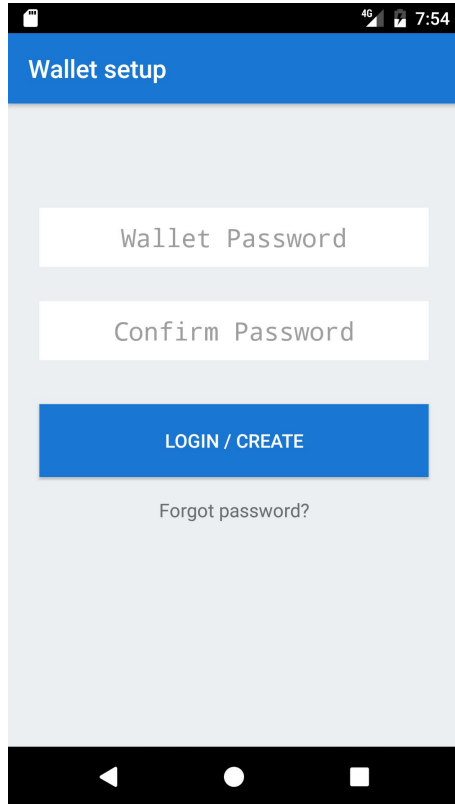 4G 7:54
Wallet setup
Wallet Password
Confirm Password
LOGIN / CREATE
Forgot password?